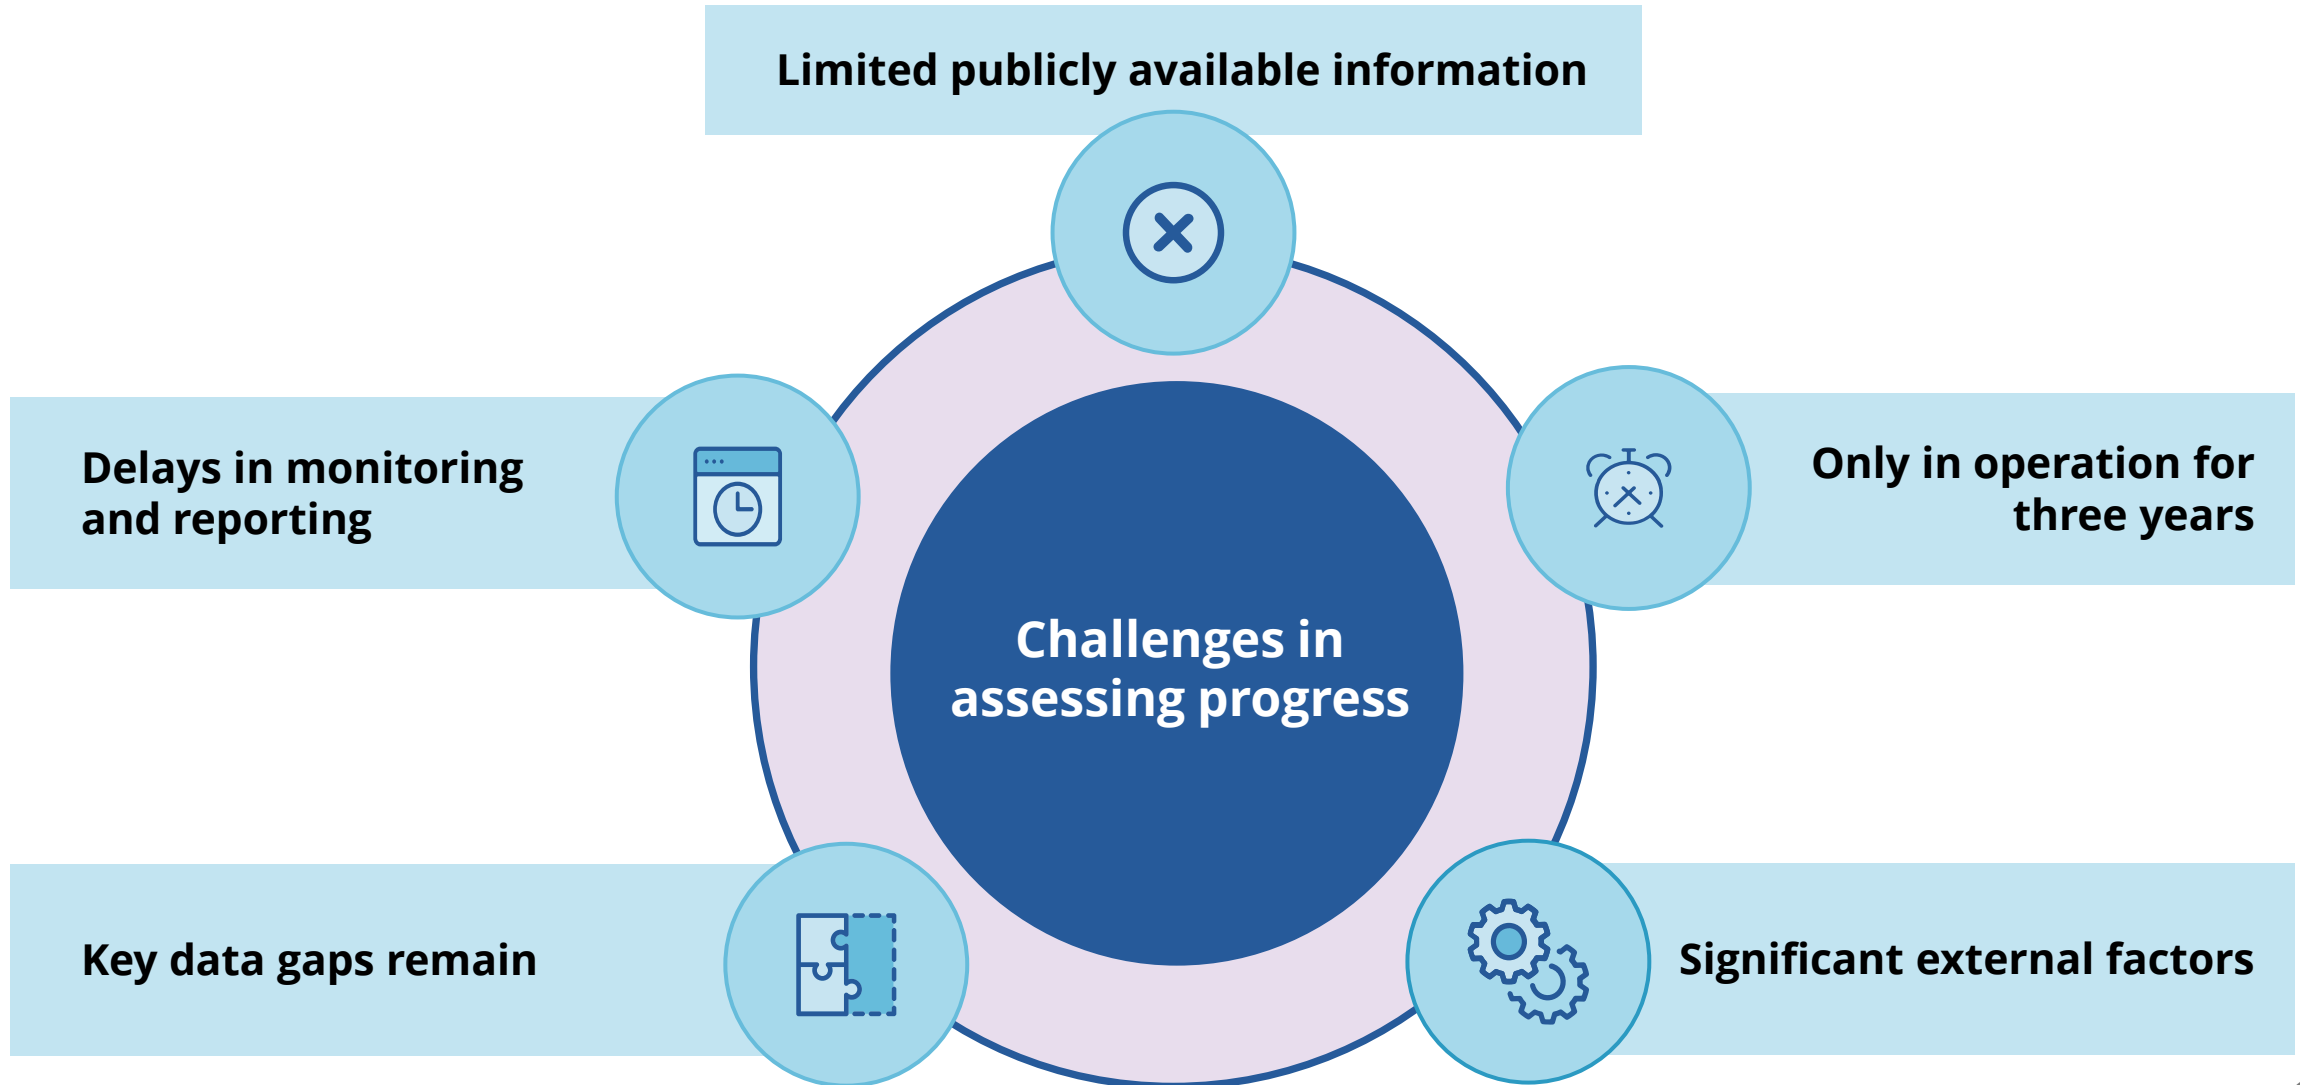 Limited publicly available information
Delays in monitoring
and reporting
Only in operation for
three years
Challenges in
assessing progress
Key data gaps remain
Significant external factors